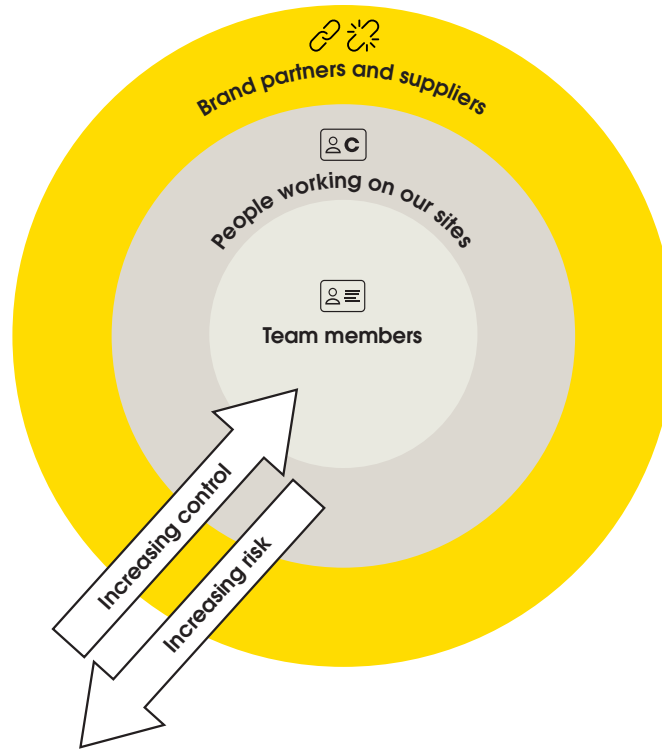 Brand partners and suppliers
C
People working on our sites
Team members
Increasing control
Increasing risk